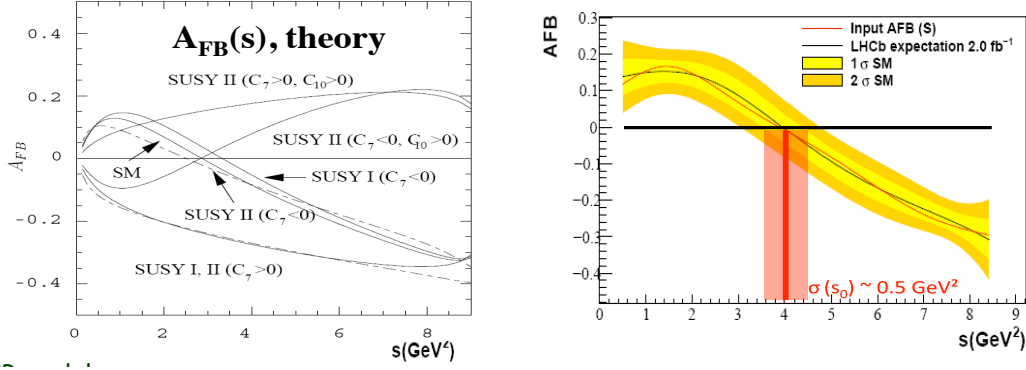 A_FB(s), theory
SUSY II (C_7>0, C_10>0)
SUSY II (C_7<0, C_10>0)
SM
SUSY I (C_7<0)
SUSY II (C_7<0)
SUSY I, II (C_7>0)
A_FB
0.4
0.2
0
-0.2
-0.4
0 2 4 6 8
s(GeV²)
AFB
Input AFB (S)
LHCb expectation 2.0 fb⁻¹
1 σ SM
2 σ SM
0.3
0.2
0.1
0
-0.1
-0.2
-0.3
-0.4
σ (s₀) ~ 0.5 GeV²
0 1 2 3 4 5 6 7 8 9
s(GeV²)